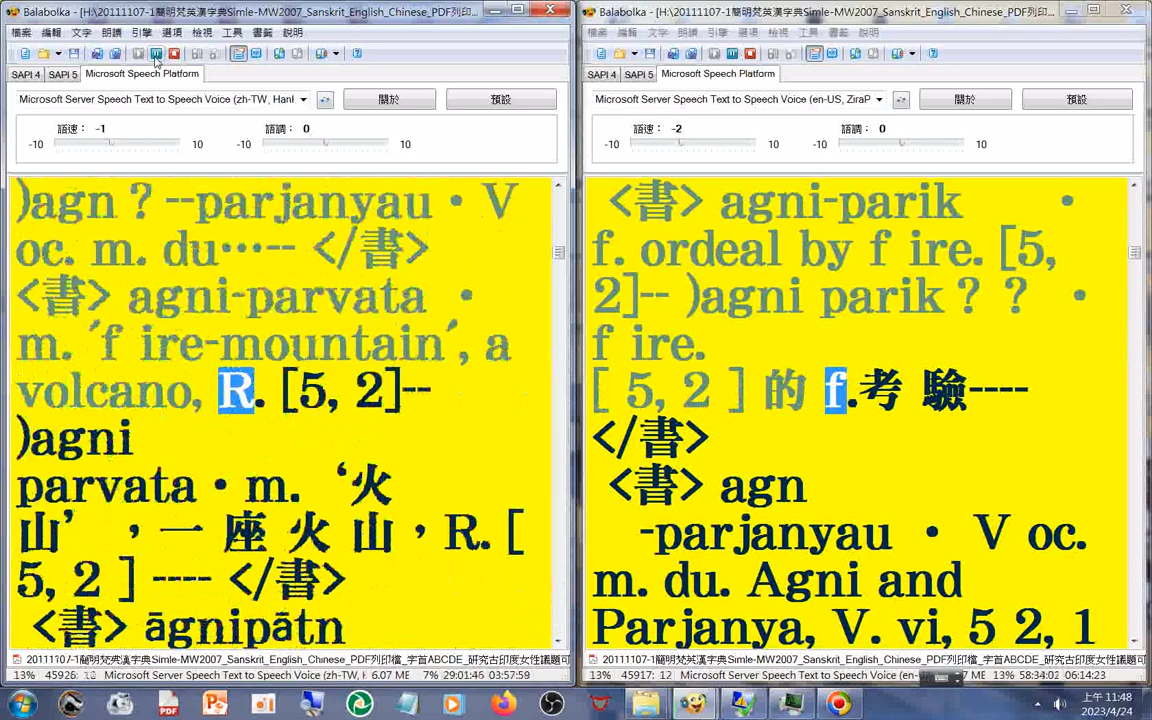 Balabolka - [H:\20111107-1簡明梵英漢字典Simle-MW2007_Sanskrit_English_Chinese_PDF列印...
檔案 編輯 文字 朗讀 引擎 選項 檢視 工具 書籤 說明
SAPI 4 SAPI 5 Microsoft Speech Platform
Microsoft Server Speech Text to Speech Voice (zh-TW, Hanl
關於 預設
語速： -1 語調： 0
-10 10 -10 10
)agn ? --parjanyau • V
oc. m. du⋯-- </書>
<書> agni-parvata •
m. ′f ire-mountain′, a
volcano, R. [5, 2]--
)agni
parvata • m. ‘火
山’ ，一 座 火 山，R. [
5, 2 ] ---- </書>
<書> āgnipātn
20111107-1簡明梵英漢字典Simle-MW2007_Sanskrit_English_Chinese_PDF列印檔_字首ABCDE_研究古印度女性議題可
13% Microsoft Server Speech Text to Speech Voice (zh-TW, H 6.07 ME 7% 29:01:45 03:57:59
Balabolka - [H:\20111107-1簡明梵英漢字典Simle-MW2007_Sanskrit_English_Chinese_PDF列印...
檔案 編輯 文字 朗讀 引擎 選項 檢視 工具 書籤 說明
SAPI 4 SAPI 5 Microsoft Speech Platform
Microsoft Server Speech Text to Speech Voice (en-US, ZiraP
關於 預設
語速： -2 語調： 0
-10 10 -10 10
<書> agni-parik •
f. ordeal by f ire. [5,
2]-- )agni parik ? ? •
f ire.
[ 5, 2 ] 的 f.考 驗----
</書>
<書> agn
-parjanyau • V oc.
m. du. Agni and
Parjanya, V. vi, 5 2, 1
20111107-1簡明梵英漢字典Simle-MW2007_Sanskrit_English_Chinese_PDF列印檔_字首ABCDE_研究古印度女性議題可
13% Microsoft Server Speech Text to Speech Voice (en- 13% 58:34:02 06:14:23
上午 11:48
2023/4/24